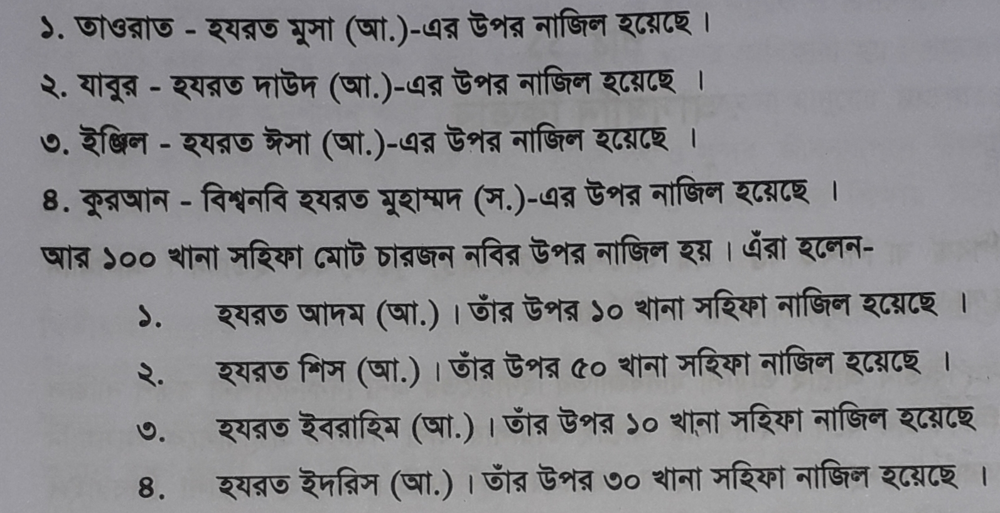 ১. তাওরাত - হযরত মুসা (আ.)-এর উপর নাজিল হয়েছে ।
২. যাবুর - হযরত দাউদ (আ.)-এর উপর নাজিল হয়েছে ।
৩. ইঞ্জিল - হযরত ঈসা (আ.)-এর উপর নাজিল হয়েছে ।
৪. কুরআন - বিশ্বনবি হযরত মুহাম্মদ (স.)-এর উপর নাজিল হয়েছে ।
আর ১০০ খানা সহিফা মোট চারজন নবির উপর নাজিল হয় । এঁরা হলেন-
১. হযরত আদম (আ.) । তাঁর উপর ১০ খানা সহিফা নাজিল হয়েছে ।
২. হযরত শিস (আ.) । তাঁর উপর ৫০ খানা সহিফা নাজিল হয়েছে ।
৩. হযরত ইবরাহিম (আ.) । তাঁর উপর ১০ খানা সহিফা নাজিল হয়েছে
৪. হযরত ইদরিস (আ.) । তাঁর উপর ৩০ খানা সহিফা নাজিল হয়েছে ।